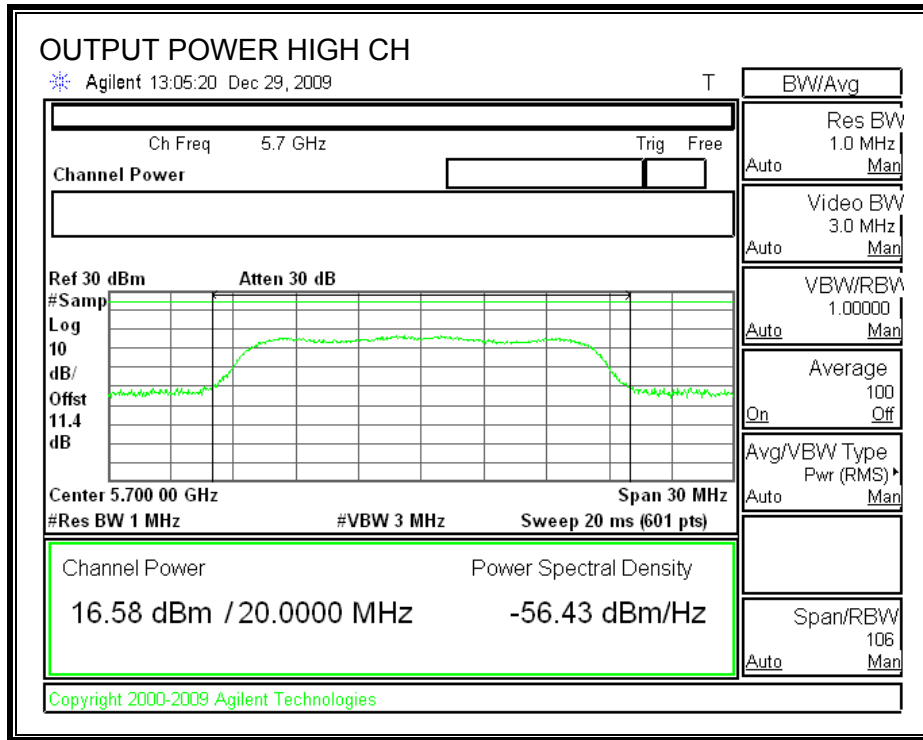 OUTPUT POWER HIGH CH
Agilent 13:05:20 Dec 29, 2009 T
Ch Freq 5.7 GHz Trig Free
Channel Power
Ref 30 dBm Atten 30 dB
#Samp
Log
10
dB/
Offst
11.4
dB
Center 5.700 00 GHz Span 30 MHz
#Res BW 1 MHz #VBW 3 MHz Sweep 20 ms (601 pts)
Channel Power Power Spectral Density
16.58 dBm / 20.0000 MHz -56.43 dBm/Hz
Copyright 2000-2009 Agilent Technologies
BW/Avg
Res BW
1.0 MHz
Auto Man
Video BW
3.0 MHz
Auto Man
VBW/RBW
1.00000
Auto Man
Average
100
On Off
Avg/VBW Type
Pwr (RMS)
Auto Man
Span/RBW
106
Auto Man